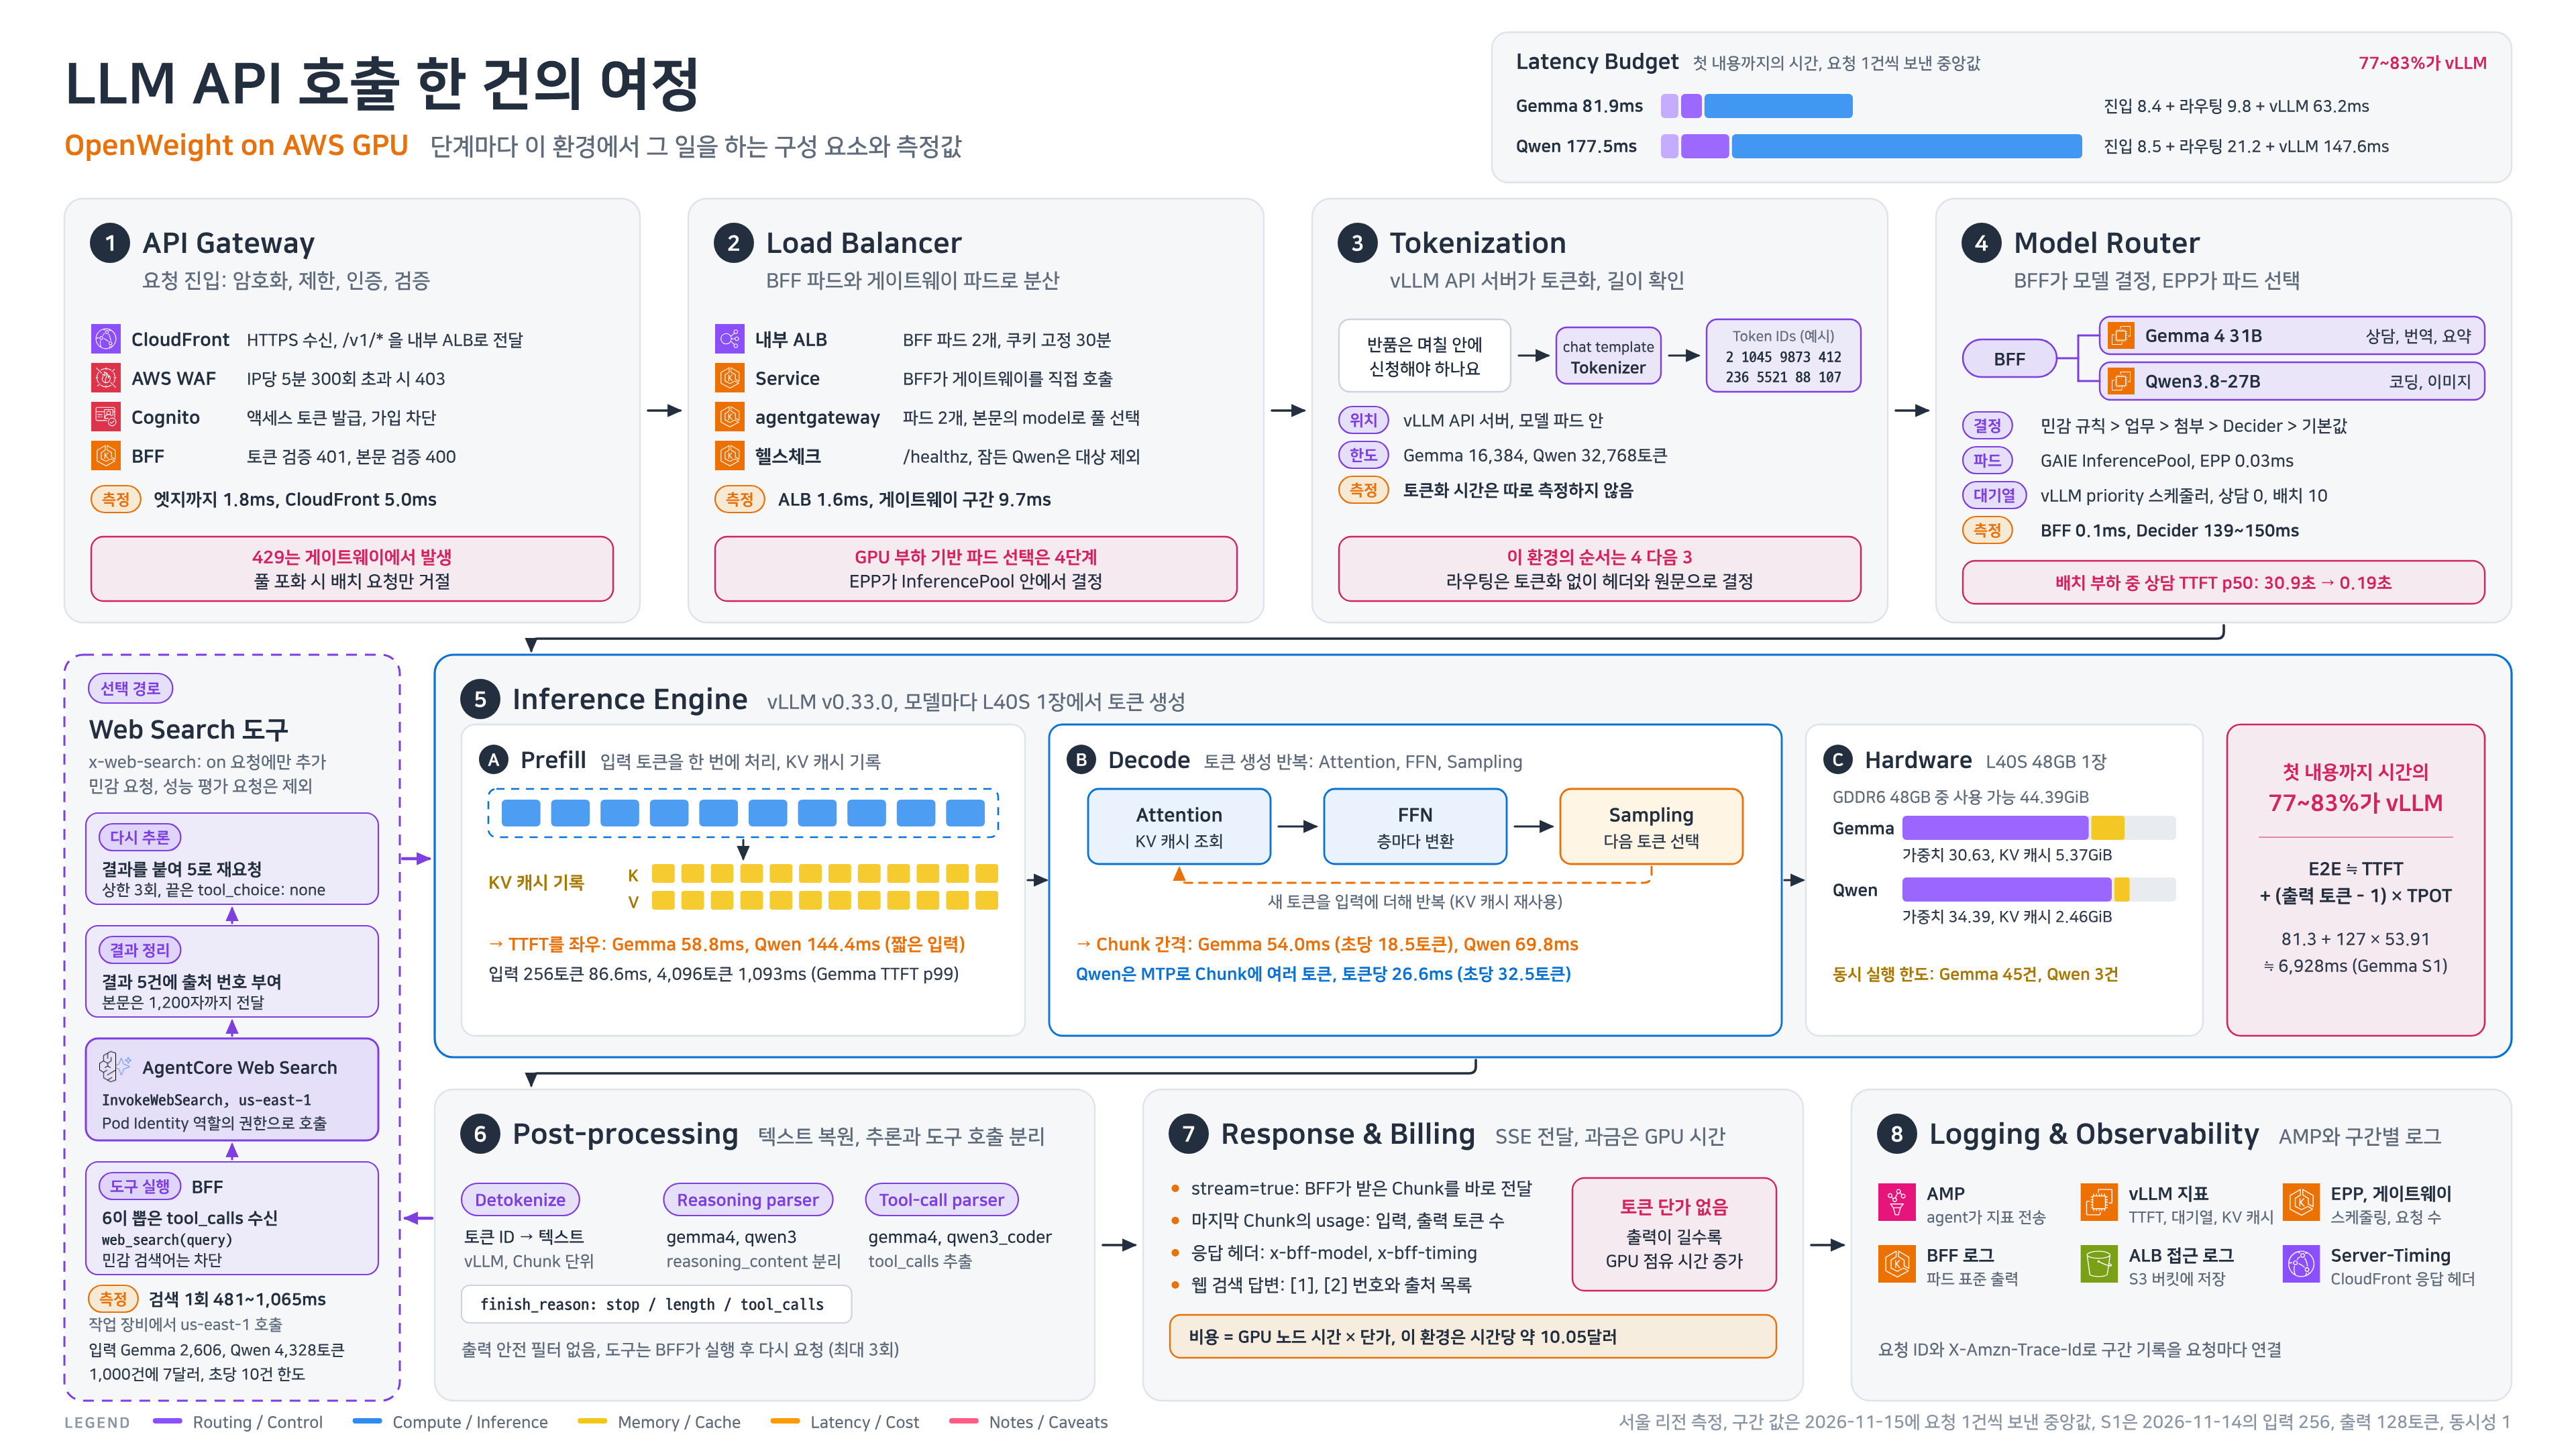 LLM API 호출 한 건의 여정
OpenWeight on AWS GPU 단계마다 이 환경에서 그 일을 하는 구성 요소와 측정값
Latency Budget 첫 내용까지의 시간, 요청 1건씩 보낸 중앙값 77~83%가 vLLM
Gemma 81.9ms 진입 8.4 + 라우팅 9.8 + vLLM 63.2ms
Qwen 177.5ms 진입 8.5 + 라우팅 21.2 + vLLM 147.6ms
1 API Gateway
요청 진입: 암호화, 제한, 인증, 검증
CloudFront HTTPS 수신, /v1/* 을 내부 ALB로 전달
AWS WAF IP당 5분 300회 초과 시 403
Cognito 액세스 토큰 발급, 가입 차단
BFF 토큰 검증 401, 본문 검증 400
측정 엣지까지 1.8ms, CloudFront 5.0ms
429는 게이트웨이에서 발생
풀 포화 시 배치 요청만 거절
2 Load Balancer
BFF 파드와 게이트웨이 파드로 분산
내부 ALB BFF 파드 2개, 쿠키 고정 30분
Service BFF가 게이트웨이를 직접 호출
agentgateway 파드 2개, 본문의 model로 풀 선택
헬스체크 /healthz, 잠든 Qwen은 대상 제외
측정 ALB 1.6ms, 게이트웨이 구간 9.7ms
GPU 부하 기반 파드 선택은 4단계
EPP가 InferencePool 안에서 결정
3 Tokenization
vLLM API 서버가 토큰화, 길이 확인
반품은 며칠 안에
신청해야 하나요
chat template
Tokenizer
Token IDs (예시)
2 1045 9873 412
236 5521 88 107
위치 vLLM API 서버, 모델 파드 안
한도 Gemma 16,384, Qwen 32,768토큰
측정 토큰화 시간은 따로 측정하지 않음
이 환경의 순서는 4 다음 3
라우팅은 토큰화 없이 헤더와 원문으로 결정
4 Model Router
BFF가 모델 결정, EPP가 파드 선택
BFF
Gemma 4 31B 상담, 번역, 요약
Qwen3.8-27B 코딩, 이미지
결정 민감 규칙 > 업무 > 첨부 > Decider > 기본값
파드 GAIE InferencePool, EPP 0.03ms
대기열 vLLM priority 스케줄러, 상담 0, 배치 10
측정 BFF 0.1ms, Decider 139~150ms
배치 부하 중 상담 TTFT p50: 30.9초 → 0.19초
선택 경로
Web Search 도구
x-web-search: on 요청에만 추가
민감 요청, 성능 평가 요청은 제외
다시 추론
결과를 붙여 5로 재요청
상한 3회, 끝은 tool_choice: none
결과 정리
결과 5건에 출처 번호 부여
본문은 1,200자까지 전달
AgentCore Web Search
InvokeWebSearch, us-east-1
Pod Identity 역할의 권한으로 호출
도구 실행 BFF
6이 뽑은 tool_calls 수신
web_search(query)
민감 검색어는 차단
측정 검색 1회 481~1,065ms
작업 장비에서 us-east-1 호출
입력 Gemma 2,606, Qwen 4,328토큰
1,000건에 7달러, 초당 10건 한도
5 Inference Engine vLLM v0.33.0, 모델마다 L40S 1장에서 토큰 생성
A Prefill 입력 토큰을 한 번에 처리, KV 캐시 기록
KV 캐시 기록
K
V
→ TTFT를 좌우: Gemma 58.8ms, Qwen 144.4ms (짧은 입력)
입력 256토큰 86.6ms, 4,096토큰 1,093ms (Gemma TTFT p99)
B Decode 토큰 생성 반복: Attention, FFN, Sampling
Attention
KV 캐시 조회
FFN
층마다 변환
Sampling
다음 토큰 선택
새 토큰을 입력에 더해 반복 (KV 캐시 재사용)
→ Chunk 간격: Gemma 54.0ms (초당 18.5토큰), Qwen 69.8ms
Qwen은 MTP로 Chunk에 여러 토큰, 토큰당 26.6ms (초당 32.5토큰)
C Hardware L40S 48GB 1장
GDDR6 48GB 중 사용 가능 44.39GiB
Gemma
가중치 30.63, KV 캐시 5.37GiB
Qwen
가중치 34.39, KV 캐시 2.46GiB
동시 실행 한도: Gemma 45건, Qwen 3건
첫 내용까지 시간의
77~83%가 vLLM
E2E ≒ TTFT
+ (출력 토큰 - 1) × TPOT
81.3 + 127 × 53.91
≒ 6,928ms (Gemma S1)
6 Post-processing 텍스트 복원, 추론과 도구 호출 분리
Detokenize
토큰 ID → 텍스트
vLLM, Chunk 단위
Reasoning parser
gemma4, qwen3
reasoning_content 분리
Tool-call parser
gemma4, qwen3_coder
tool_calls 추출
finish_reason: stop / length / tool_calls
출력 안전 필터 없음, 도구는 BFF가 실행 후 다시 요청 (최대 3회)
7 Response & Billing SSE 전달, 과금은 GPU 시간
• stream=true: BFF가 받은 Chunk를 바로 전달
• 마지막 Chunk의 usage: 입력, 출력 토큰 수
• 응답 헤더: x-bff-model, x-bff-timing
• 웹 검색 답변: [1], [2] 번호와 출처 목록
토큰 단가 없음
출력이 길수록
GPU 점유 시간 증가
비용 = GPU 노드 시간 × 단가, 이 환경은 시간당 약 10.05달러
8 Logging & Observability AMP와 구간별 로그
AMP
agent가 지표 전송
vLLM 지표
TTFT, 대기열, KV 캐시
EPP, 게이트웨이
스케줄링, 요청 수
BFF 로그
파드 표준 출력
ALB 접근 로그
S3 버킷에 저장
Server-Timing
CloudFront 응답 헤더
요청 ID와 X-Amzn-Trace-Id로 구간 기록을 요청마다 연결
LEGEND Routing / Control Compute / Inference Memory / Cache Latency / Cost Notes / Caveats
서울 리전 측정, 구간 값은 2026-11-15에 요청 1건씩 보낸 중앙값, S1은 2026-11-14의 입력 256, 출력 128토큰, 동시성 1